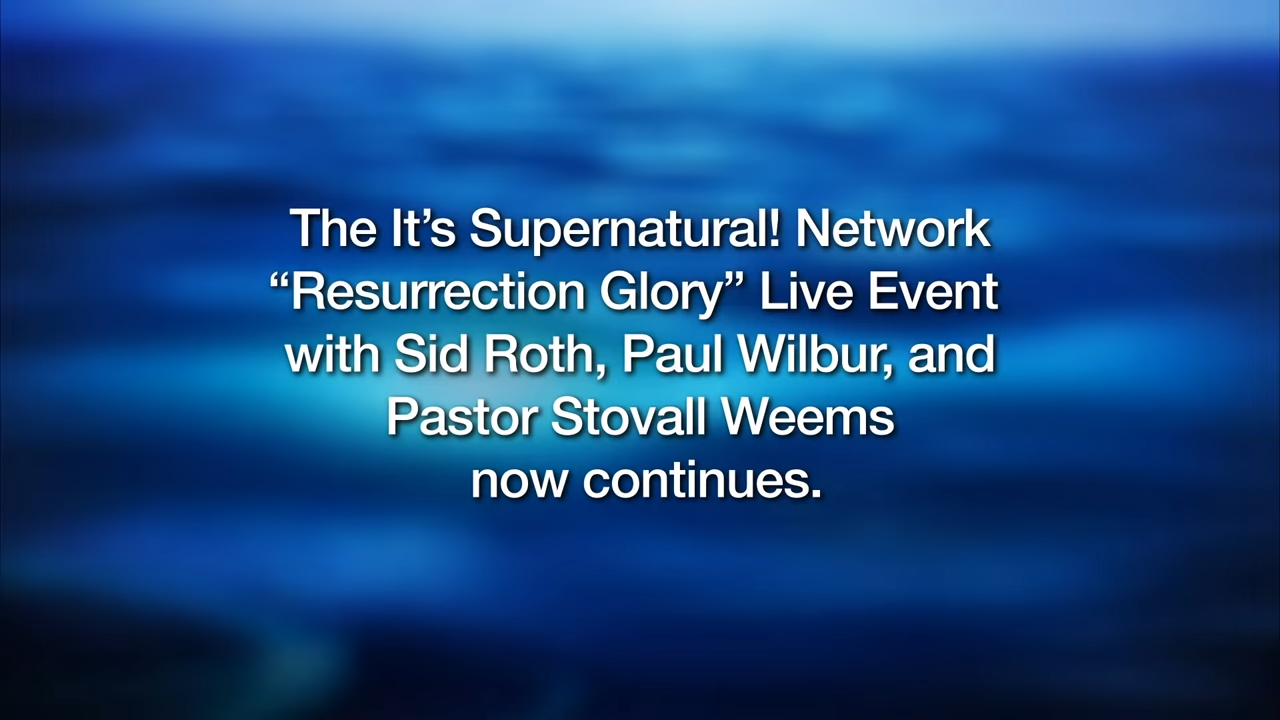 The It’s Supernatural! Network
“Resurrection Glory” Live Event
with Sid Roth, Paul Wilbur, and
Pastor Stovall Weems
now continues.